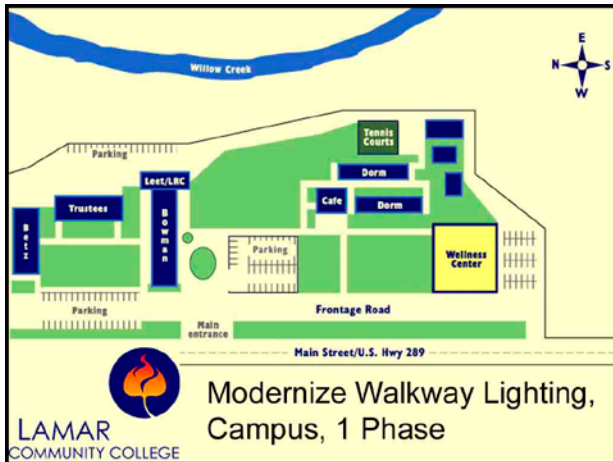 Willow Creek
E
N
S
W
Tennis
Courts
Parking
Leet/LRC
Dorm
Trustees
Cafe
Dorm
Betz
Bowman
Parking
Wellness
Center
Parking
Frontage Road
Main
entrance
Main Street/U.S. Hwy 289
Modernize Walkway Lighting,
Campus, 1 Phase
LAMAR
COMMUNITY COLLEGE